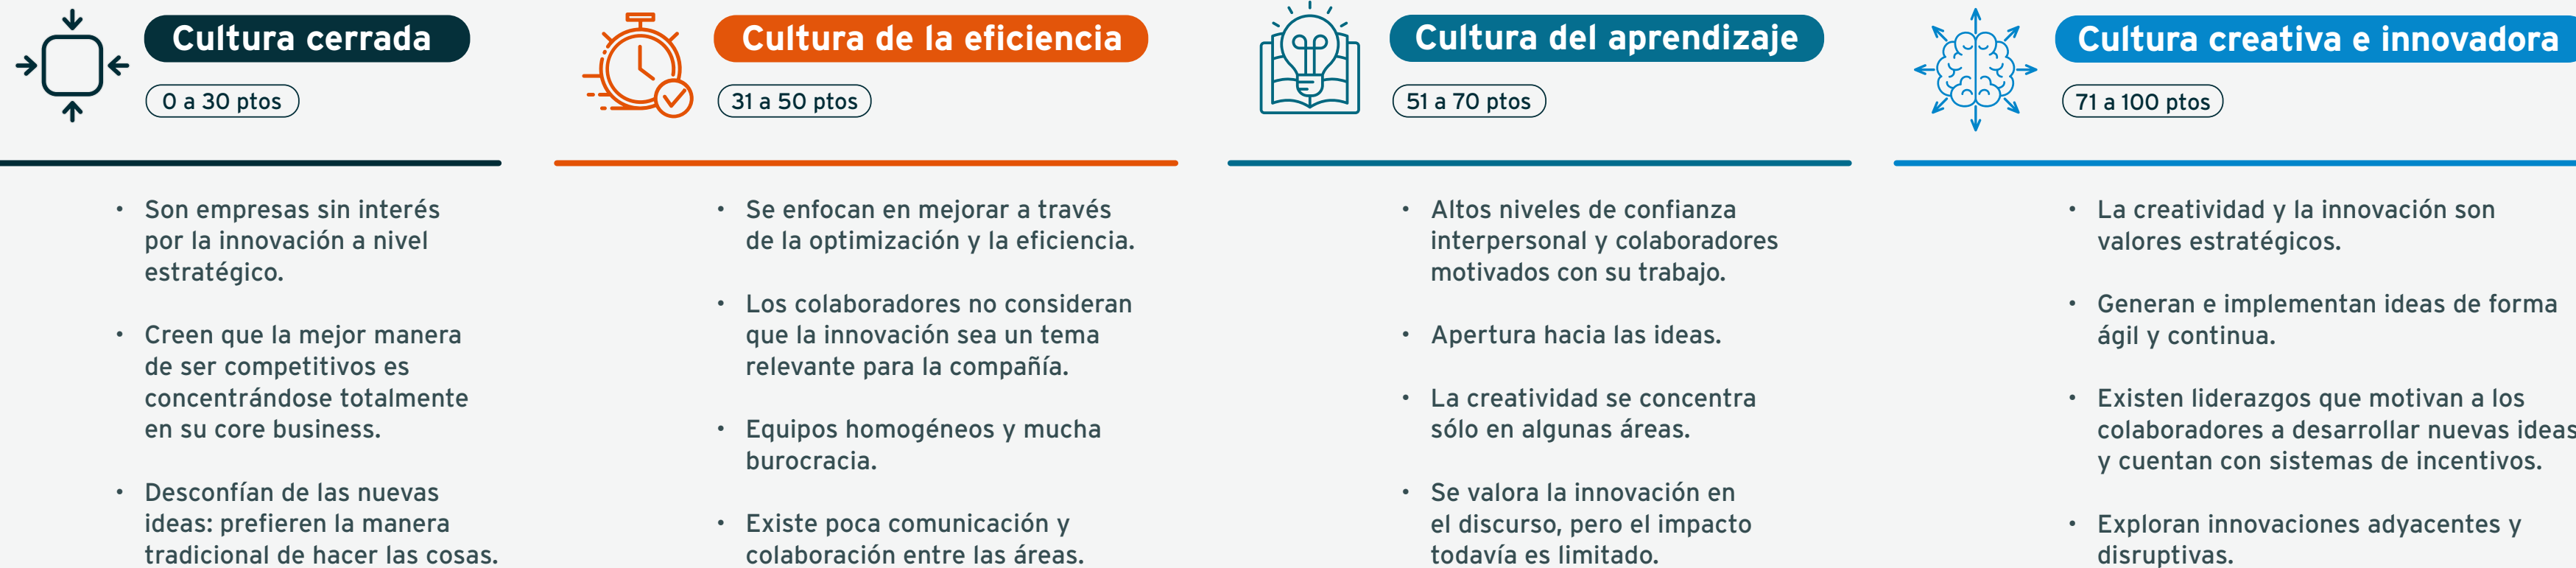 Cultura cerrada
0 a 30 ptos
• Son empresas sin interés
por la innovación a nivel
estratégico.
• Creen que la mejor manera
de ser competitivos es
concentrándose totalmente
en su core business.
• Desconfían de las nuevas
ideas: prefieren la manera
tradicional de hacer las cosas.
Cultura de la eficiencia
31 a 50 ptos
• Se enfocan en mejorar a través
de la optimización y la eficiencia.
• Los colaboradores no consideran
que la innovación sea un tema
relevante para la compañía.
• Equipos homogéneos y mucha
burocracia.
• Existe poca comunicación y
colaboración entre las áreas.
Cultura del aprendizaje
51 a 70 ptos
• Altos niveles de confianza
interpersonal y colaboradores
motivados con su trabajo.
• Apertura hacia las ideas.
• La creatividad se concentra
sólo en algunas áreas.
• Se valora la innovación en
el discurso, pero el impacto
todavía es limitado.
Cultura creativa e innovadora
71 a 100 ptos
• La creatividad y la innovación son
valores estratégicos.
• Generan e implementan ideas de forma
ágil y continua.
• Existen liderazgos que motivan a los
colaboradores a desarrollar nuevas ideas
y cuentan con sistemas de incentivos.
• Exploran innovaciones adyacentes y
disruptivas.